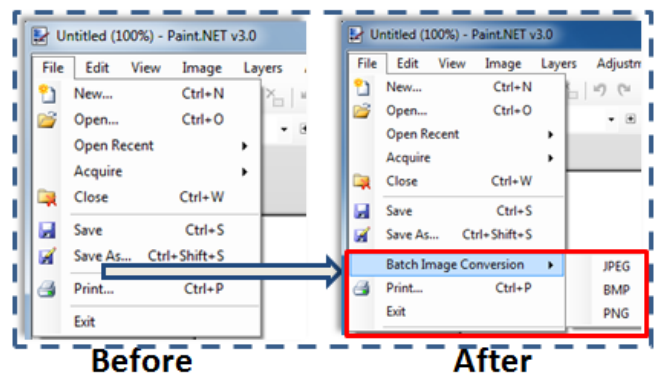 Untitled (100%) - Paint.NET v3.0
File Edit View Image Layers
New... Ctrl+N
Open... Ctrl+O
Open Recent
Acquire
Close Ctrl+W
Save Ctrl+S
Save As... Ctrl+Shift+S
Print... Ctrl+P
Exit
Before
Untitled (100%) - Paint.NET v3.0
File Edit View Image Layers Adjustm
New... Ctrl+N
Open... Ctrl+O
Open Recent
Acquire
Close Ctrl+W
Save Ctrl+S
Save As... Ctrl+Shift+S
Batch Image Conversion JPEG
Print... Ctrl+P BMP
Exit PNG
After